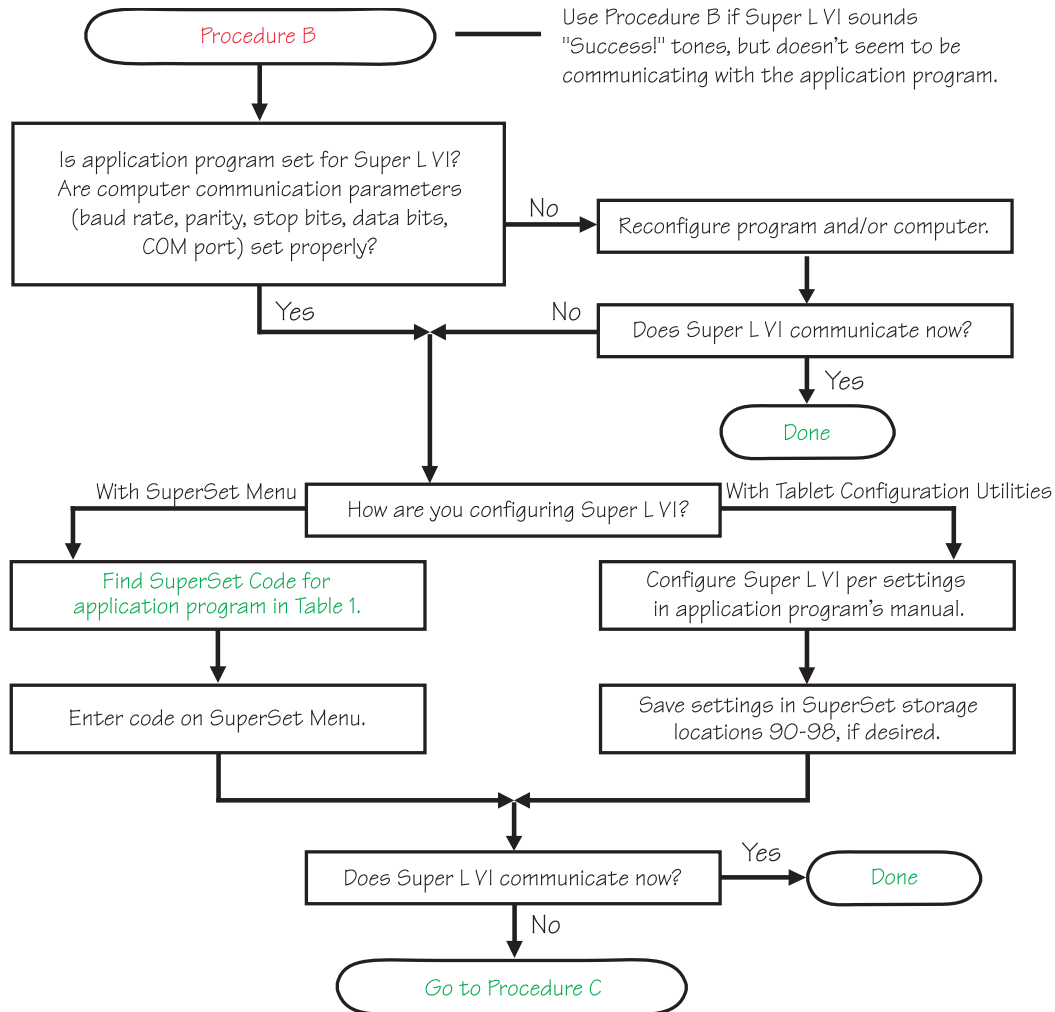 Procedure B
Use Procedure B if Super L VI sounds
"Success!" tones, but doesn't seem to be
communicating with the application program.
Is application program set for Super L VI?
Are computer communication parameters
(baud rate, parity, stop bits, data bits,
COM port) set properly?
No
Reconfigure program and/or computer.
Yes
No
Does Super L VI communicate now?
Yes
Done
With SuperSet Menu
How are you configuring Super L VI?
With Tablet Configuration Utilities
Find SuperSet Code for
application program in Table 1.
Configure Super L VI per settings
in application program's manual.
Enter code on SuperSet Menu.
Save settings in SuperSet storage
locations 90-98, if desired.
Does Super L VI communicate now?
Yes
Done
No
Go to Procedure C